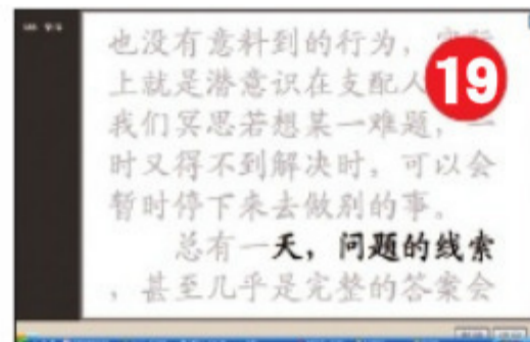 也没有意料到的行为，
上就是潜意识在支配人
19
我们冥思若想某一难题，一
时又得不到解决时，可以会
暂时停下来去做别的事。
总有一天，问题的线索
，甚至几乎是完整的答案会